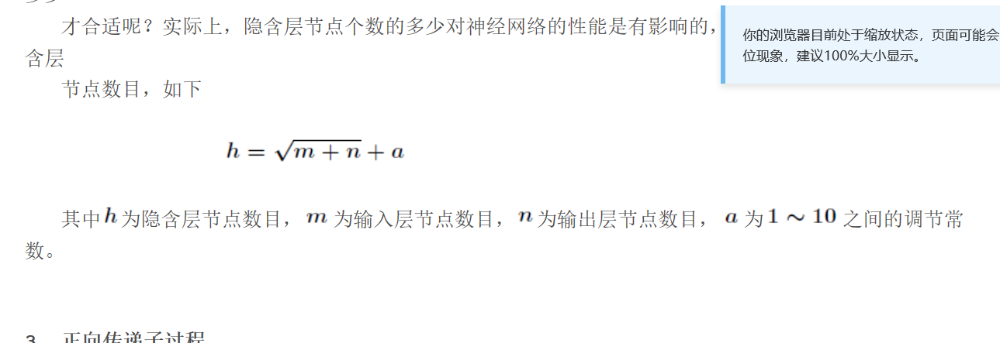 才合适呢？实际上，隐含层节点个数的多少对神经网络的性能是有影响的，
你的浏览器目前处于缩放状态，页面可能会
位现象，建议100%大小显示。
含层
节点数目，如下
h = √(m + n) + a
其中 h 为隐含层节点数目， m 为输入层节点数目， n 为输出层节点数目， a 为 1 ∼ 10 之间的调节常
数。
3. 正向传递子过程